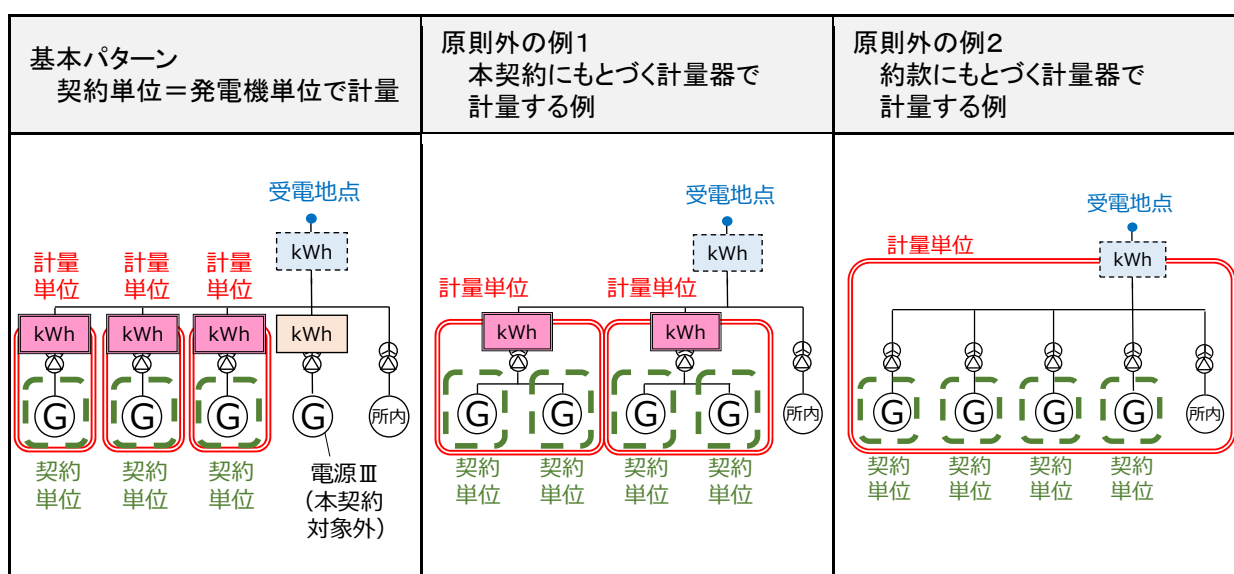 基本パターン
契約単位＝発電機単位で計量
原則外の例１
本契約にもとづく計量器で
計量する例
原則外の例２
約款にもとづく計量器で
計量する例
受電地点
kWh
計量
単位
計量
単位
計量
単位
kWh
kWh
kWh
kWh
G
G
G
G
所内
契約
単位
契約
単位
契約
単位
電源Ⅲ
（本契約
対象外）
受電地点
kWh
計量単位
計量単位
kWh
kWh
G
G
G
G
所内
契約
単位
契約
単位
契約
単位
契約
単位
受電地点
計量単位
kWh
G
G
G
G
所内
契約
単位
契約
単位
契約
単位
契約
単位